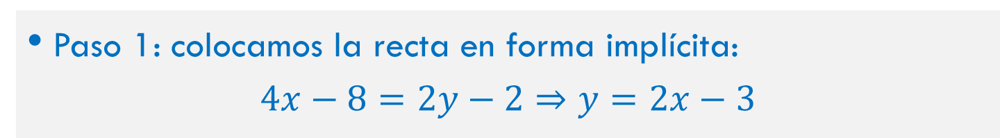 • Paso 1: colocamos la recta en forma implícita:
4𝑥 − 8 = 2𝑦 − 2 ⇒ 𝑦 = 2𝑥 − 3